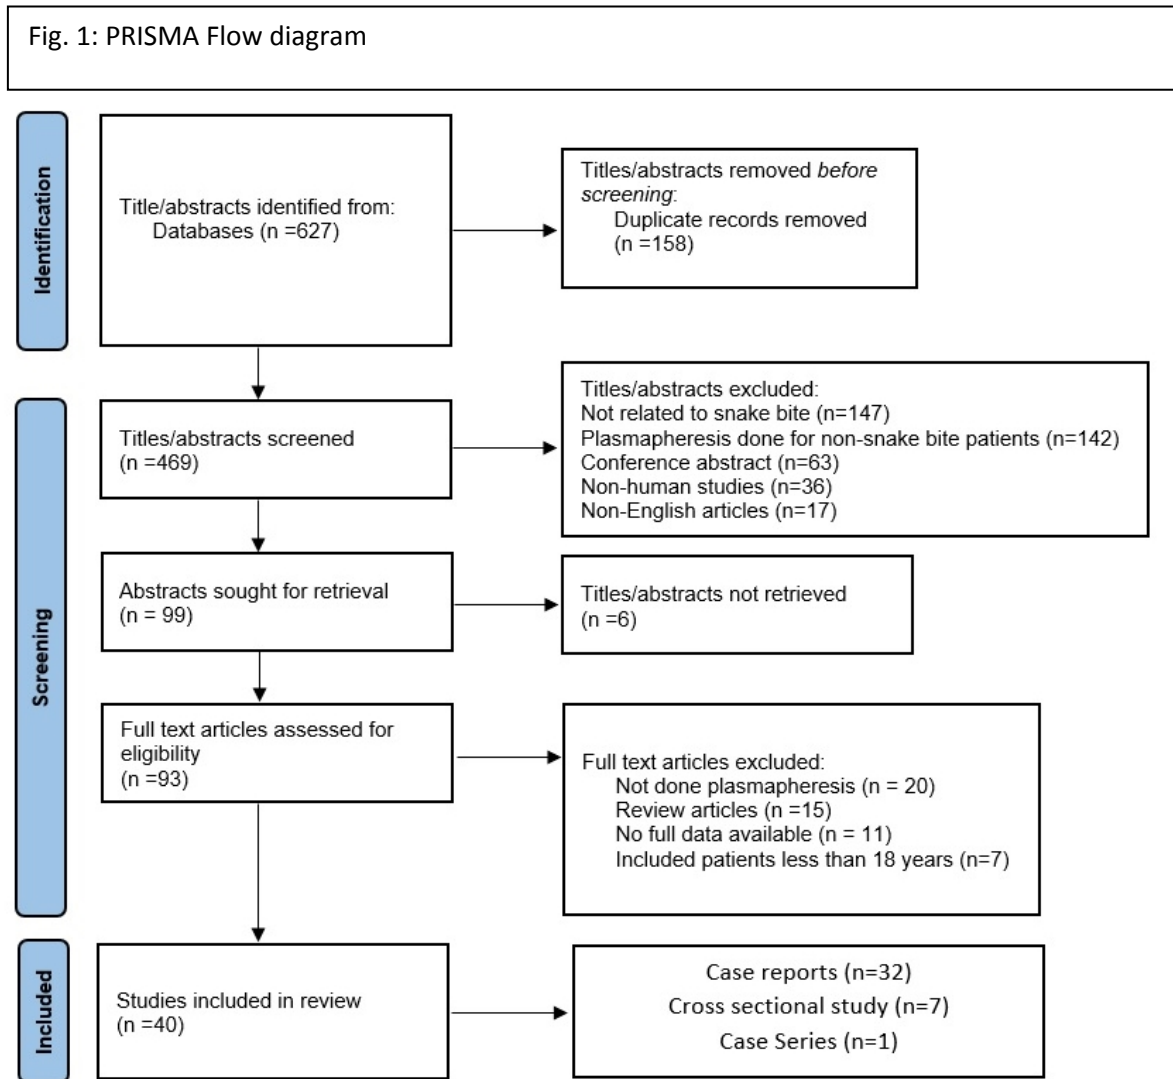 Fig. 1: PRISMA Flow diagram
Identification
Title/abstracts identified from:
Databases (n =627)
Titles/abstracts removed before
screening:
Duplicate records removed
(n =158)
Screening
Titles/abstracts screened
(n =469)
Titles/abstracts excluded:
Not related to snake bite (n=147)
Plasmapheresis done for non-snake bite patients (n=142)
Conference abstract (n=63)
Non-human studies (n=36)
Non-English articles (n=17)
Abstracts sought for retrieval
(n = 99)
Titles/abstracts not retrieved
(n =6)
Full text articles assessed for
eligibility
(n =93)
Full text articles excluded:
Not done plasmapheresis (n = 20)
Review articles (n =15)
No full data available (n = 11)
Included patients less than 18 years (n=7)
Included
Studies included in review
(n =40)
Case reports (n=32)
Cross sectional study (n=7)
Case Series (n=1)